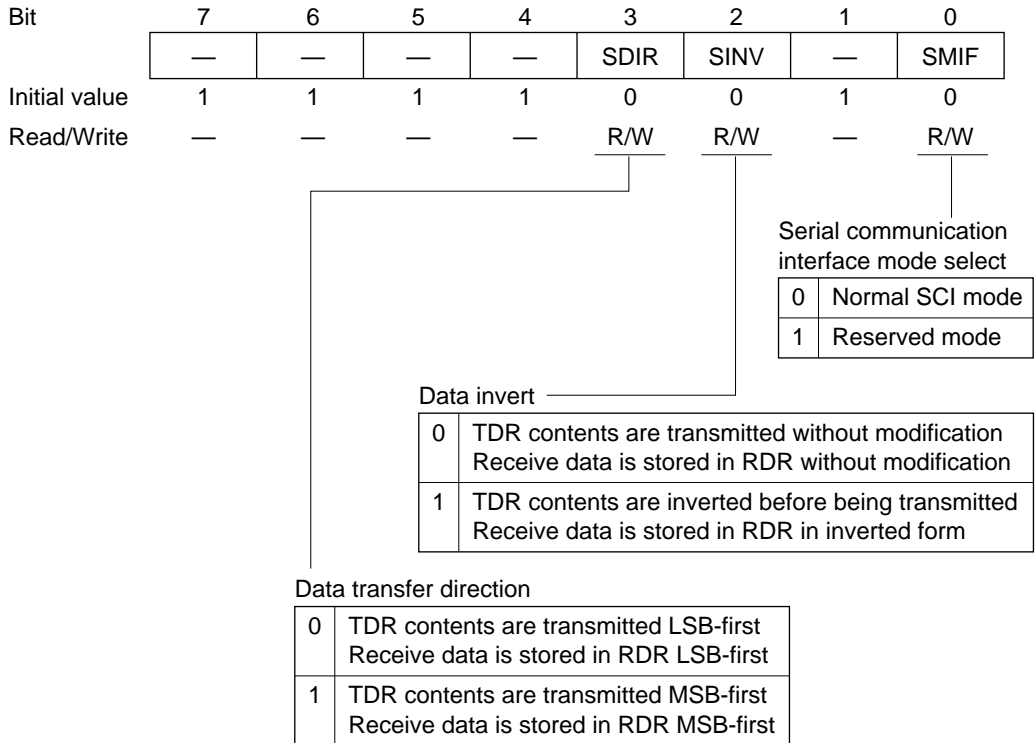 Bit 7 6 5 4 3 2 1 0
— — — — SDIR SINV — SMIF
Initial value 1 1 1 1 0 0 1 0
Read/Write — — — — R/W R/W — R/W
Serial communication
interface mode select
0 Normal SCI mode
1 Reserved mode
Data invert
0 TDR contents are transmitted without modification
Receive data is stored in RDR without modification
1 TDR contents are inverted before being transmitted
Receive data is stored in RDR in inverted form
Data transfer direction
0 TDR contents are transmitted LSB-first
Receive data is stored in RDR LSB-first
1 TDR contents are transmitted MSB-first
Receive data is stored in RDR MSB-first